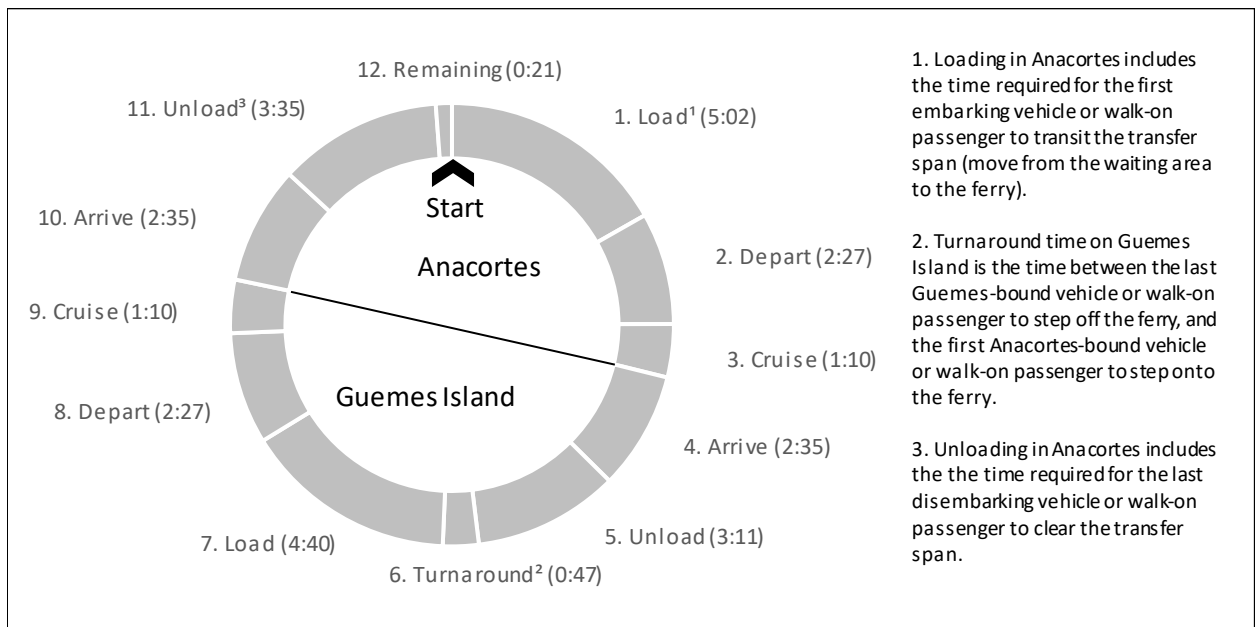 12. Remaining (0:21)
11. Unload³ (3:35)
1. Load¹ (5:02)
10. Arrive (2:35)
Start
2. Depart (2:27)
Anacortes
9. Cruise (1:10)
3. Cruise (1:10)
Guemes Island
8. Depart (2:27)
4. Arrive (2:35)
7. Load (4:40)
5. Unload (3:11)
6. Turnaround² (0:47)
1. Loading in Anacortes includes
the time required for the first
embarking vehicle or walk-on
passenger to transit the transfer
span (move from the waiting area
to the ferry).
2. Turnaround time on Guemes
Island is the time between the last
Guemes-bound vehicle or walk-on
passenger to step off the ferry, and
the first Anacortes-bound vehicle
or walk-on passenger to step onto
the ferry.
3. Unloading in Anacortes includes
the the time required for the last
disembarking vehicle or walk-on
passenger to clear the transfer
span.